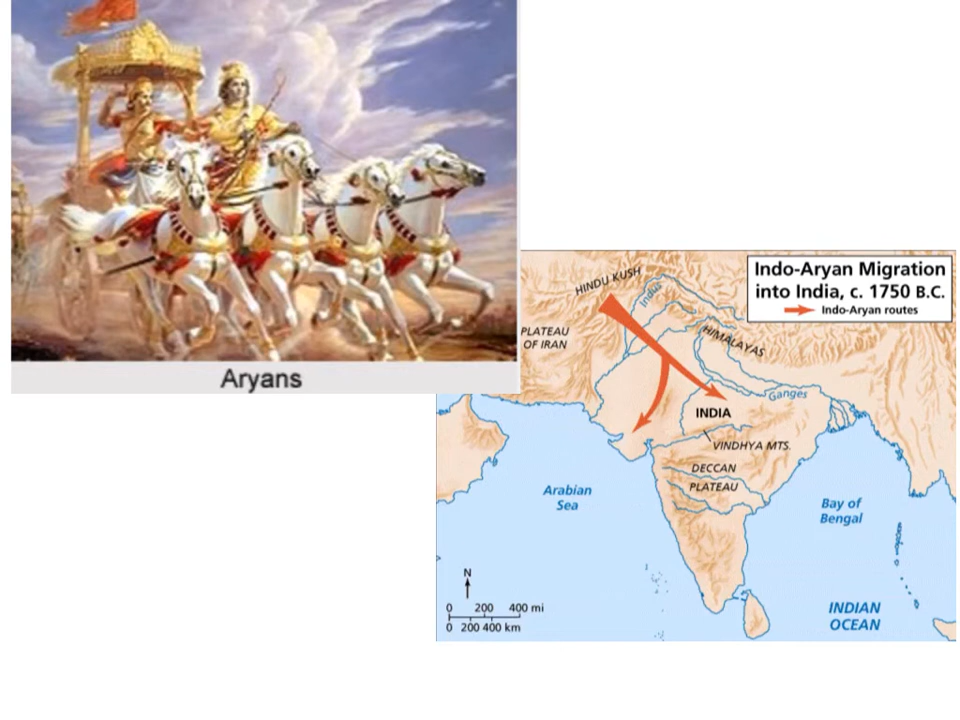 Aryans
Indo-Aryan Migration
into India, c. 1750 B.C.
Indo-Aryan routes
HINDU KUSH
Indus
PLATEAU
OF IRAN
HIMALAYAS
Ganges
INDIA
VINDHYA MTS.
DECCAN
PLATEAU
Arabian
Sea
Bay of
Bengal
N
0 200 400 mi
0 200 400 km
INDIAN
OCEAN